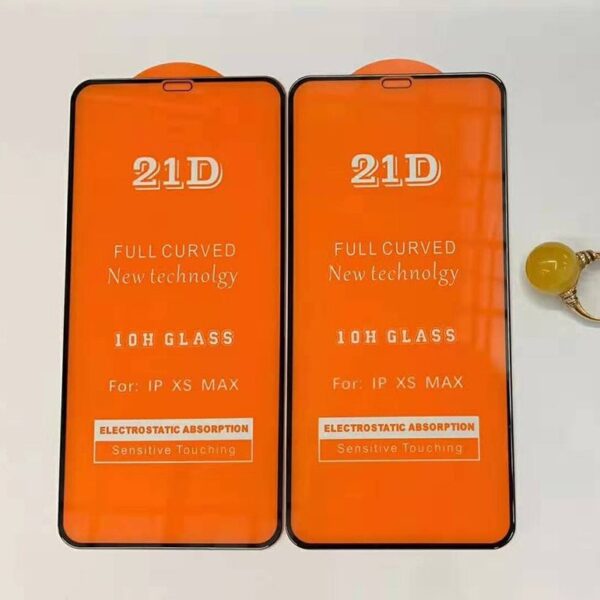 21D
FULL CURVED
New technolgy
10H GLASS
For: IP XS MAX
ELECTROSTATIC ABSORPTION
Sensitive Touching
21D
FULL CURVED
New technolgy
10H GLASS
For: IP XS MAX
ELECTROSTATIC ABSORPTION
Sensitive Touching